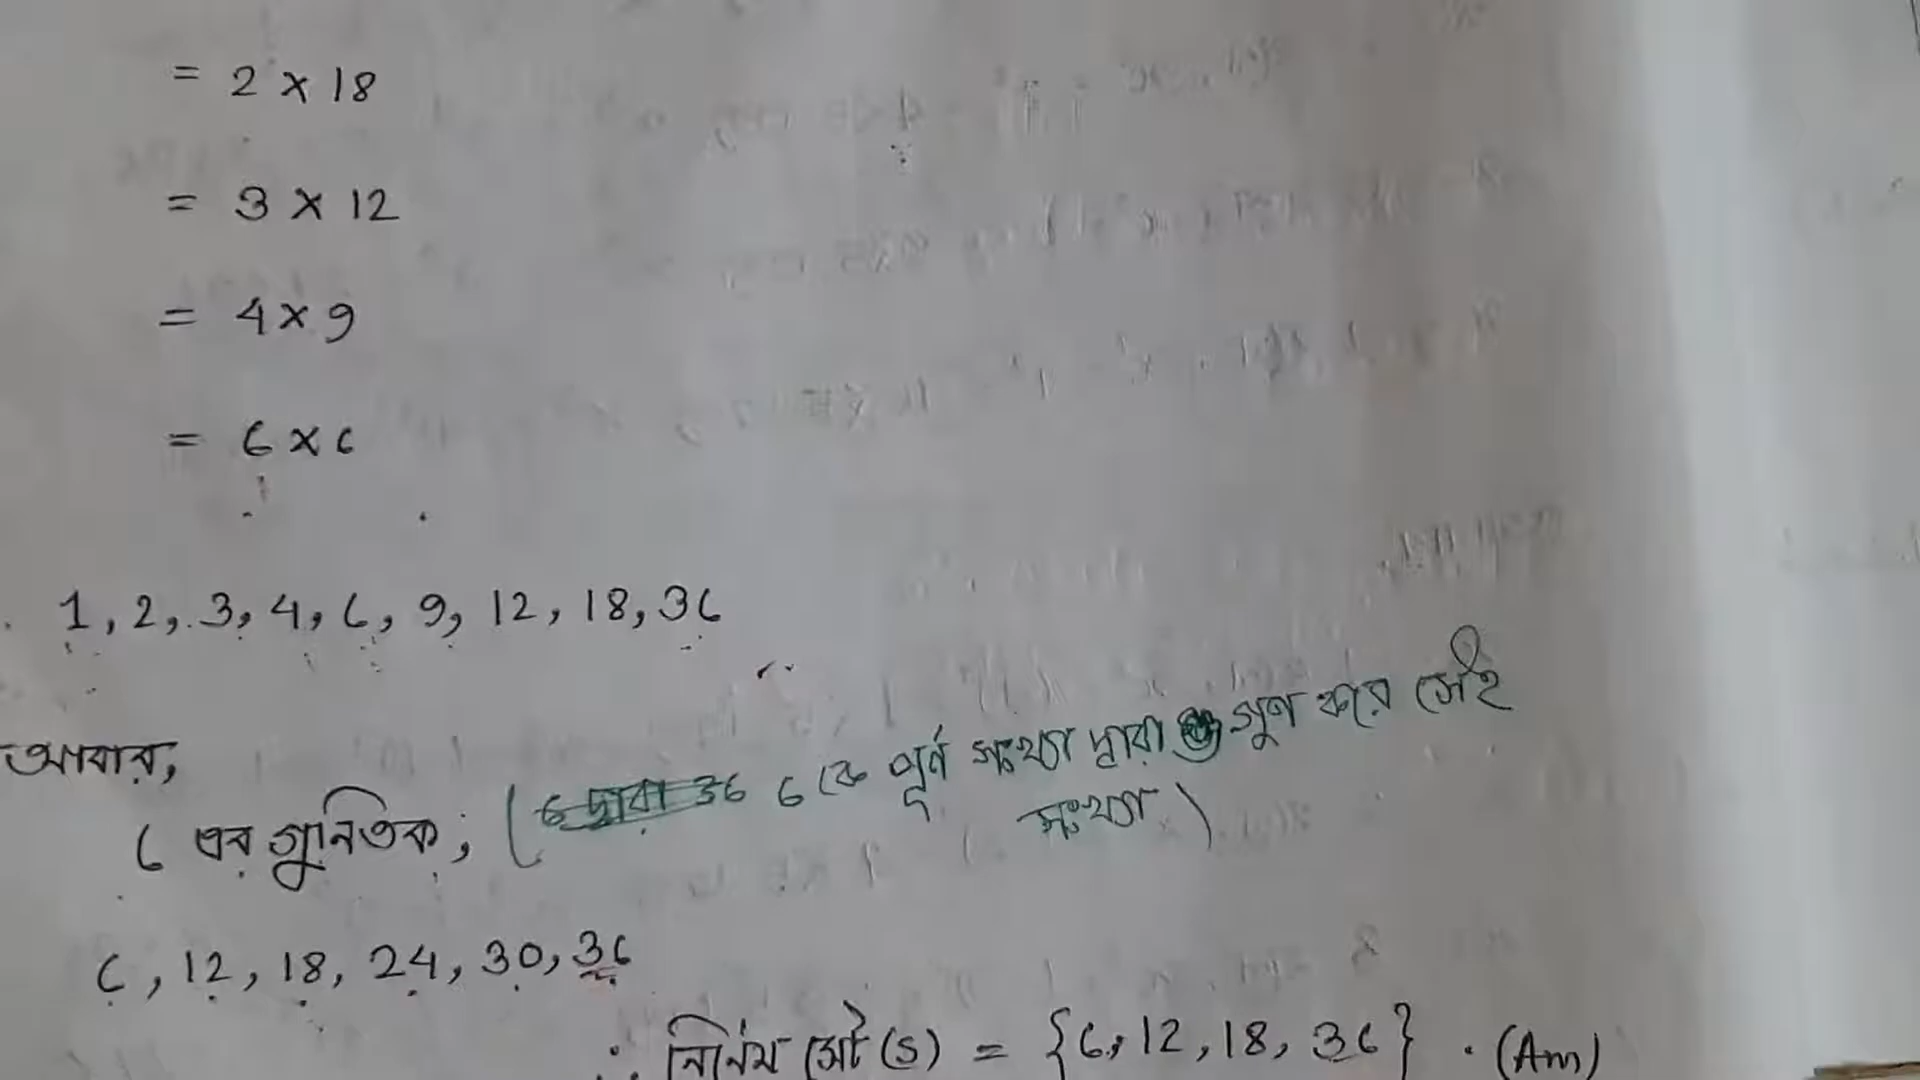 = 2 × 18
= 3 × 12
= 4 × 9
= 6 × 6
1, 2, 3, 4, 6, 9, 12, 18, 36
আবার,
6 এর গুনিতক; (6 দ্বারা 36 6 কে পূর্ন সংখ্যা দ্বারা গুণ করে সেই
সংখ্যা)
6, 12, 18, 24, 30, 36
∴ নির্নেয় সেট (S) = {6, 12, 18, 36} . (Am)